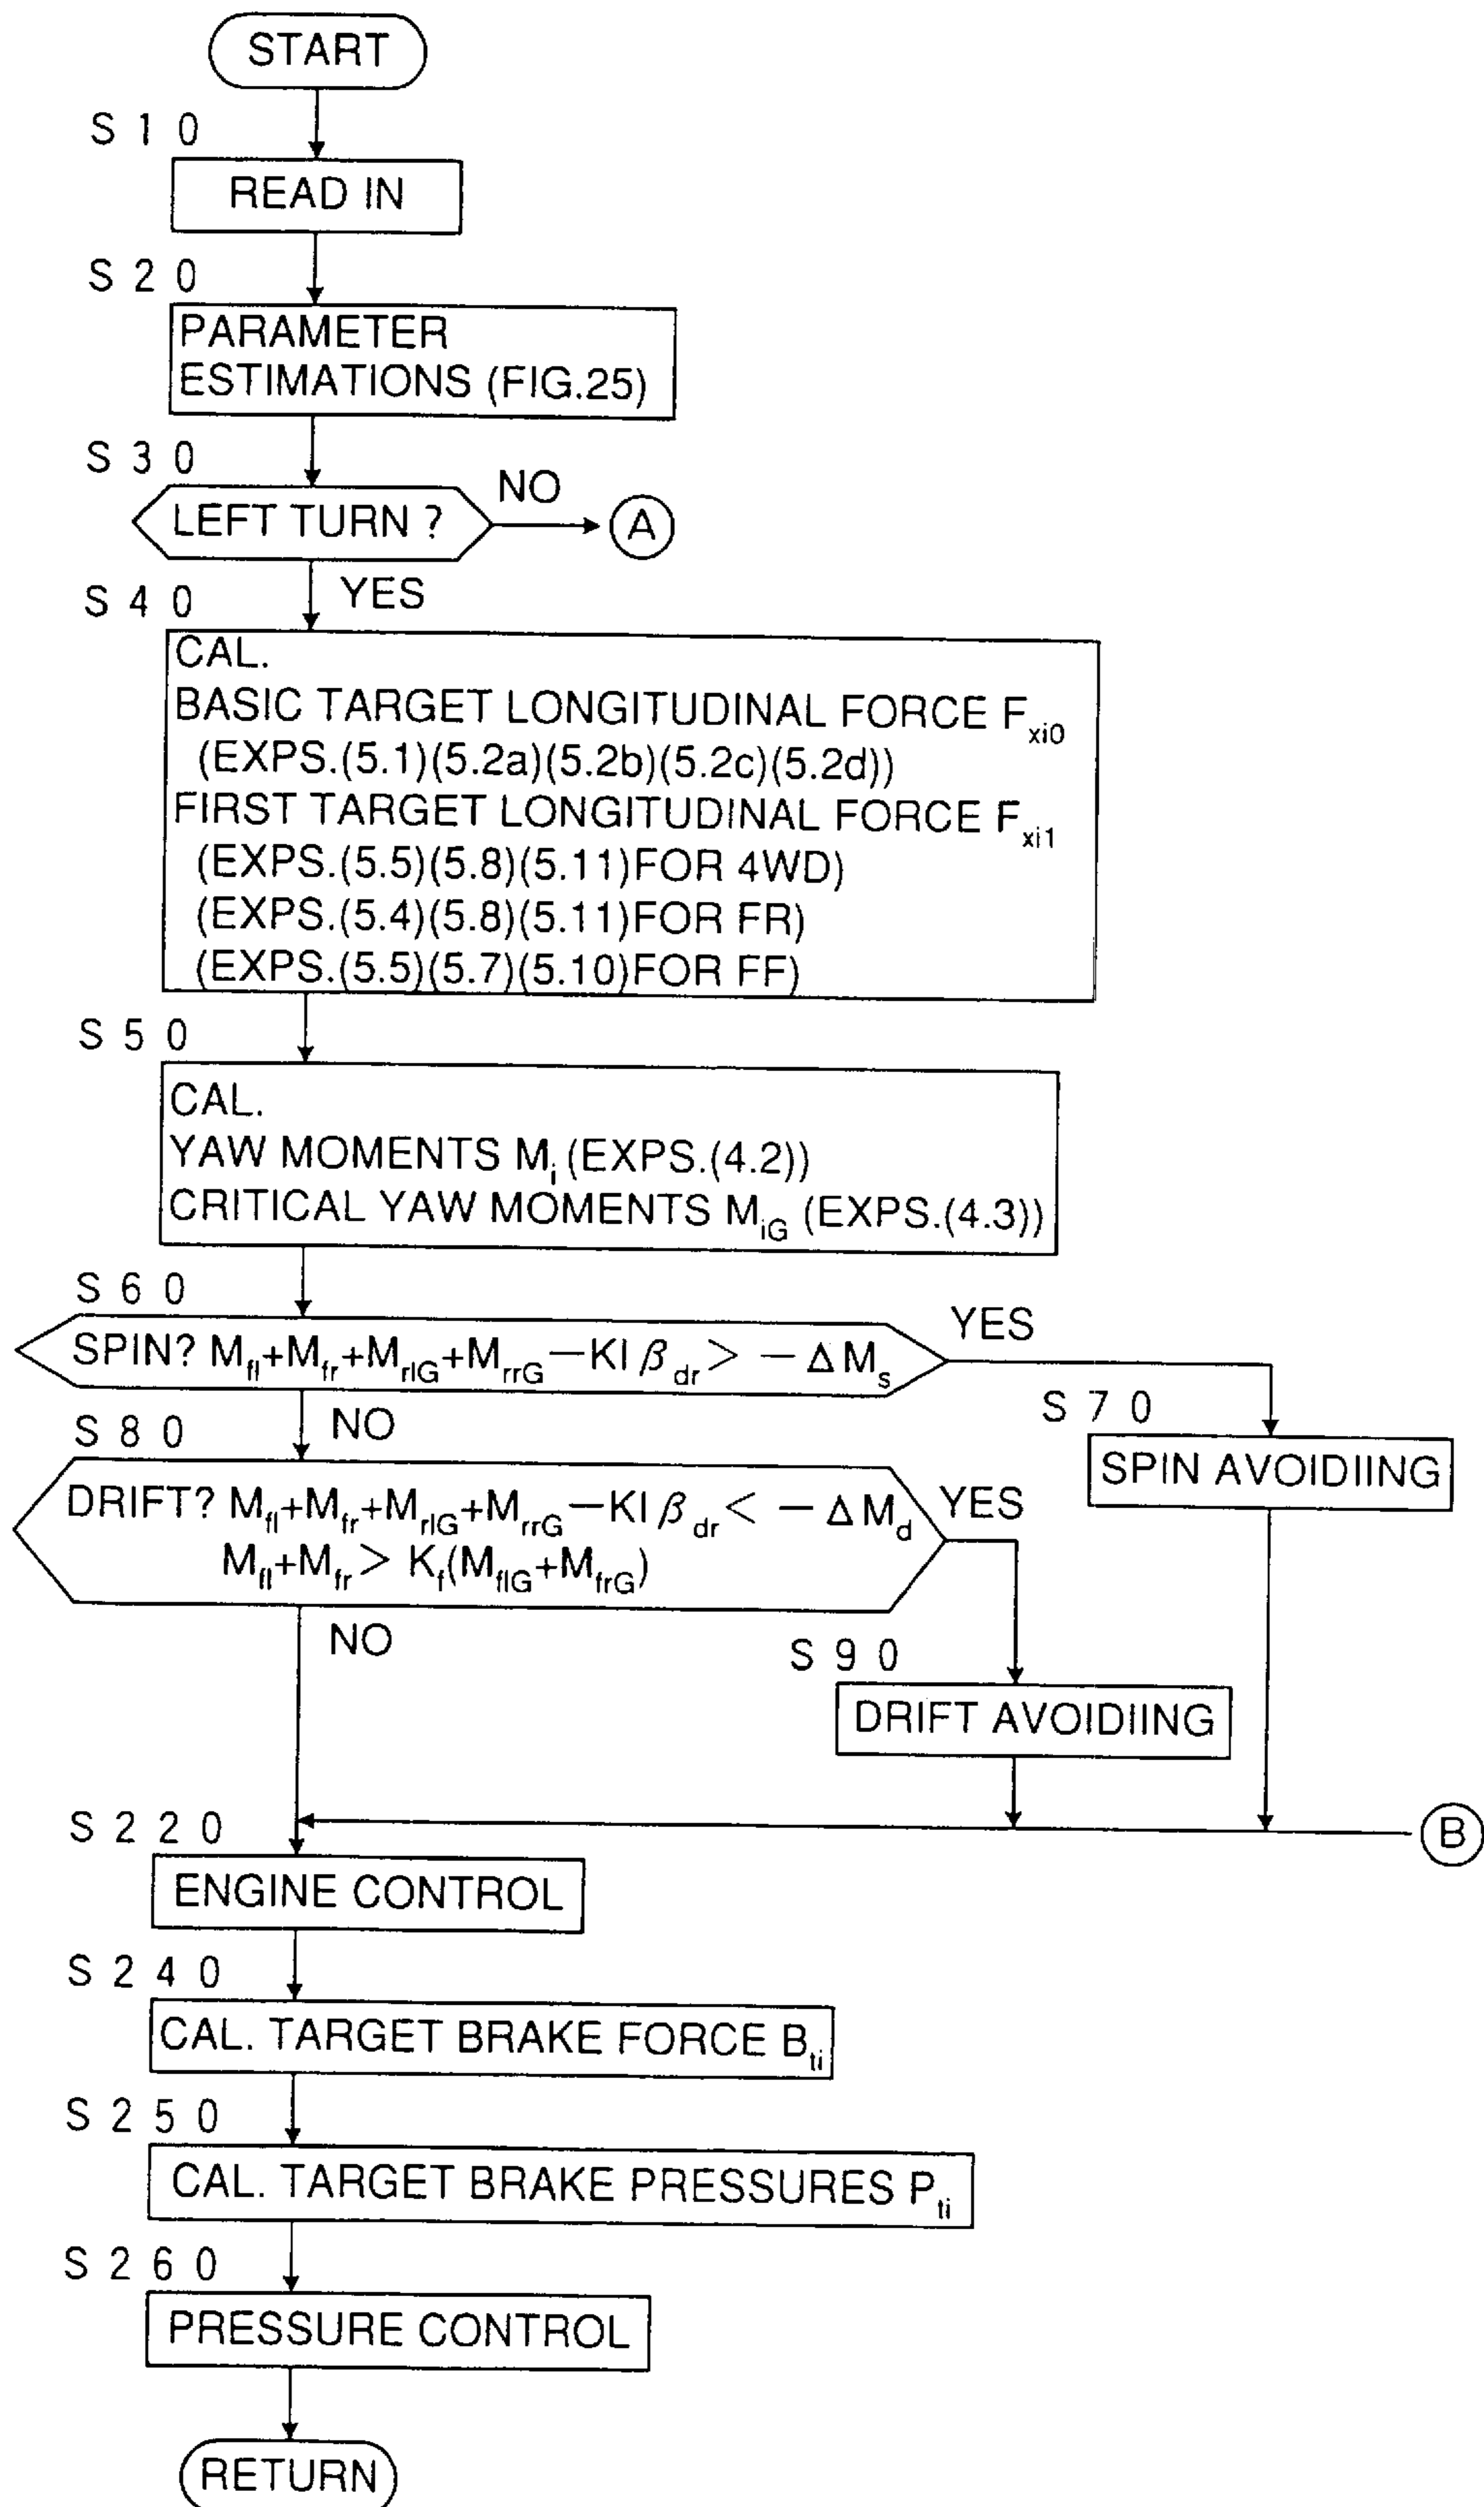 START
S 1 0
READ IN
S 2 0
PARAMETER
ESTIMATIONS (FIG.25)
S 3 0
LEFT TURN ?
NO
A
YES
S 4 0
CAL.
BASIC TARGET LONGITUDINAL FORCE Fxi0
(EXPS.(5.1)(5.2a)(5.2b)(5.2c)(5.2d))
FIRST TARGET LONGITUDINAL FORCE Fxi1
(EXPS.(5.5)(5.8)(5.11)FOR 4WD)
(EXPS.(5.4)(5.8)(5.11)FOR FR)
(EXPS.(5.5)(5.7)(5.10)FOR FF)
S 5 0
CAL.
YAW MOMENTS Mi (EXPS.(4.2))
CRITICAL YAW MOMENTS MiG (EXPS.(4.3))
S 6 0
SPIN? Mfl+Mfr+MrlG+MrrG−KIβdr> −ΔMs
YES
NO
S 7 0
SPIN AVOIDIING
S 8 0
DRIFT? Mfl+Mfr+MrlG+MrrG−KIβdr< −ΔMd
Mfl+Mfr> Kf(MflG+MfrG)
YES
NO
S 9 0
DRIFT AVOIDIING
B
S 2 2 0
ENGINE CONTROL
S 2 4 0
CAL. TARGET BRAKE FORCE Bti
S 2 5 0
CAL. TARGET BRAKE PRESSURES Pti
S 2 6 0
PRESSURE CONTROL
RETURN